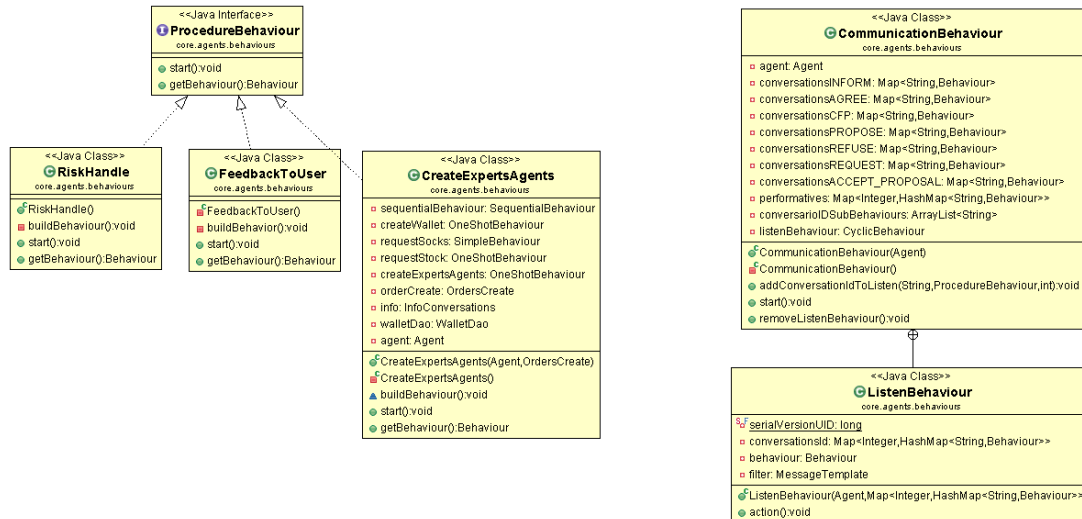 <<Java Interface>>
ProcedureBehaviour
core.agents.behaviours
start():void
getBehaviour():Behaviour
<<Java Class>>
RiskHandle
core.agents.behaviours
RiskHandle()
buildBehaviour():void
start():void
getBehaviour():Behaviour
<<Java Class>>
FeedbackToUser
core.agents.behaviours
FeedbackToUser()
buildBehavior():void
start():void
getBehaviour():Behaviour
<<Java Class>>
CreateExpertsAgents
core.agents.behaviours
sequentialBehaviour: SequentialBehaviour
createWallet: OneShotBehaviour
requestSocks: SimpleBehaviour
requestStock: OneShotBehaviour
createExpertsAgents: OneShotBehaviour
orderCreate: OrdersCreate
info: InfoConversations
walletDao: WalletDao
agent: Agent
CreateExpertsAgents(Agent,OrdersCreate)
CreateExpertsAgents()
buildBehaviour():void
start():void
getBehaviour():Behaviour
<<Java Class>>
CommunicationBehaviour
core.agents.behaviours
agent: Agent
conversationsINFORM: Map<String,Behaviour>
conversationsAGREE: Map<String,Behaviour>
conversationsCFP: Map<String,Behaviour>
conversationsPROPOSE: Map<String,Behaviour>
conversationsREFUSE: Map<String,Behaviour>
conversationsREQUEST: Map<String,Behaviour>
conversationsACCEPT_PROPOSAL: Map<String,Behaviour>
performatives: Map<Integer,HashMap<String,Behaviour>>
conversarioIDSubBehaviours: ArrayList<String>
listenBehaviour: CyclicBehaviour
CommunicationBehaviour(Agent)
CommunicationBehaviour()
addConversationIdToListen(String,ProcedureBehaviour,int):void
start():void
removeListenBehaviour():void
<<Java Class>>
ListenBehaviour
core.agents.behaviours
serialVersionUID: long
conversationsId: Map<Integer,HashMap<String,Behaviour>>
behaviour: Behaviour
filter: MessageTemplate
ListenBehaviour(Agent,Map<Integer,HashMap<String,Behaviour>>
action():void